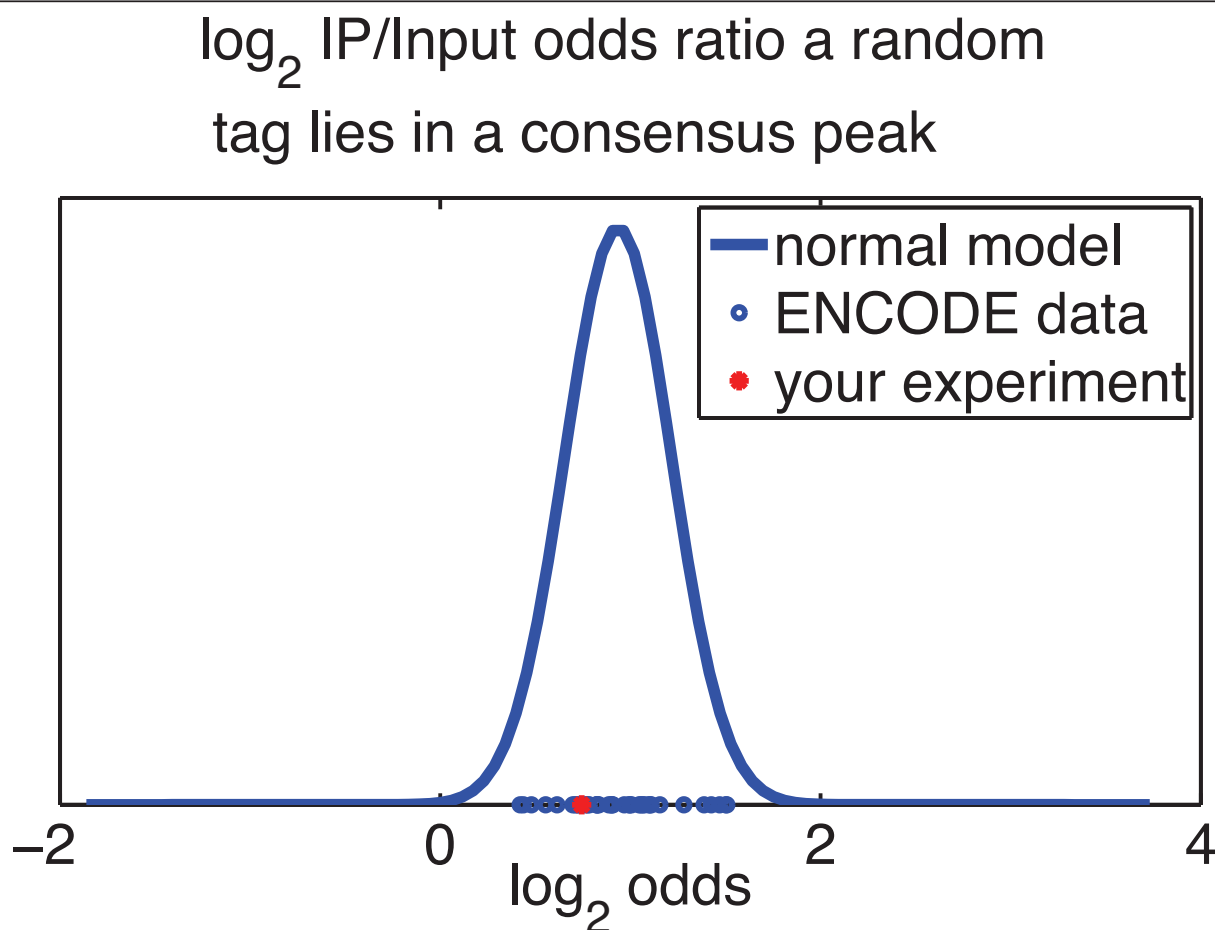 log₂ IP/Input odds ratio a random
tag lies in a consensus peak
normal model
ENCODE data
your experiment
−2 0 2 4
log₂ odds